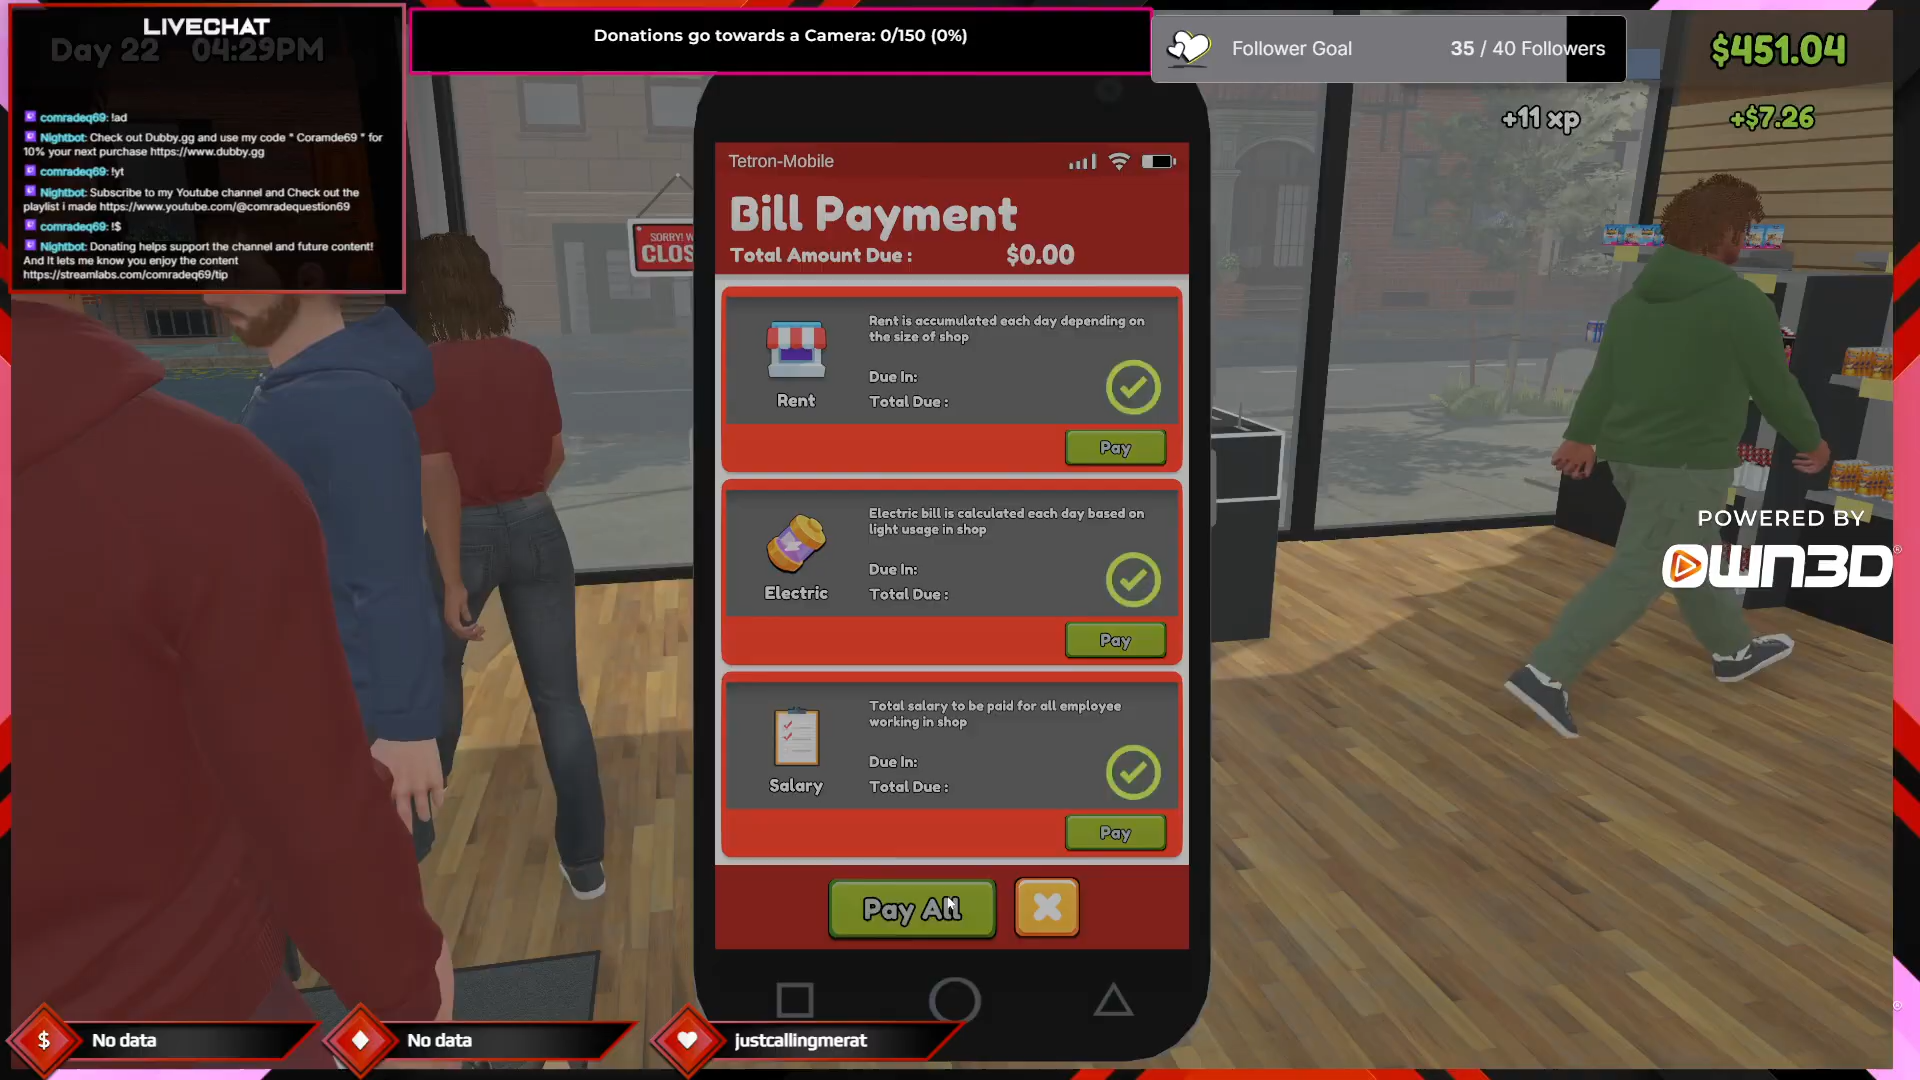 LIVECHAT
Day 22 04:29PM
comradeq69: !ad
Nightbot: Check out Dubby.gg and use my code " Coramde69 " for
10% your next purchase https://www.dubby.gg
comradeq69: !yt
Nightbot: Subscribe to my Youtube channel and Check out the
playlist i made https://www.youtube.com/@comradequestion69
comradeq69: !$
Nightbot: Donating helps support the channel and future content!
And It lets me know you enjoy the content
https://streamlabs.com/comradeq69/tip
Donations go towards a Camera: 0/150 (0%)
Follower Goal 35 / 40 Followers
$451.04
+11 xp +$7.26
SORRY!
CLOS
Tetron-Mobile
Bill Payment
Total Amount Due : $0.00
Rent is accumulated each day depending on
the size of shop
Due In:
Total Due :
Rent
Pay
Electric bill is calculated each day based on
light usage in shop
Due In:
Total Due :
Electric
Pay
Total salary to be paid for all employee
working in shop
Due In:
Total Due :
Salary
Pay
Pay All
POWERED BY
OWN3D
$ No data
No data
justcallingmerat